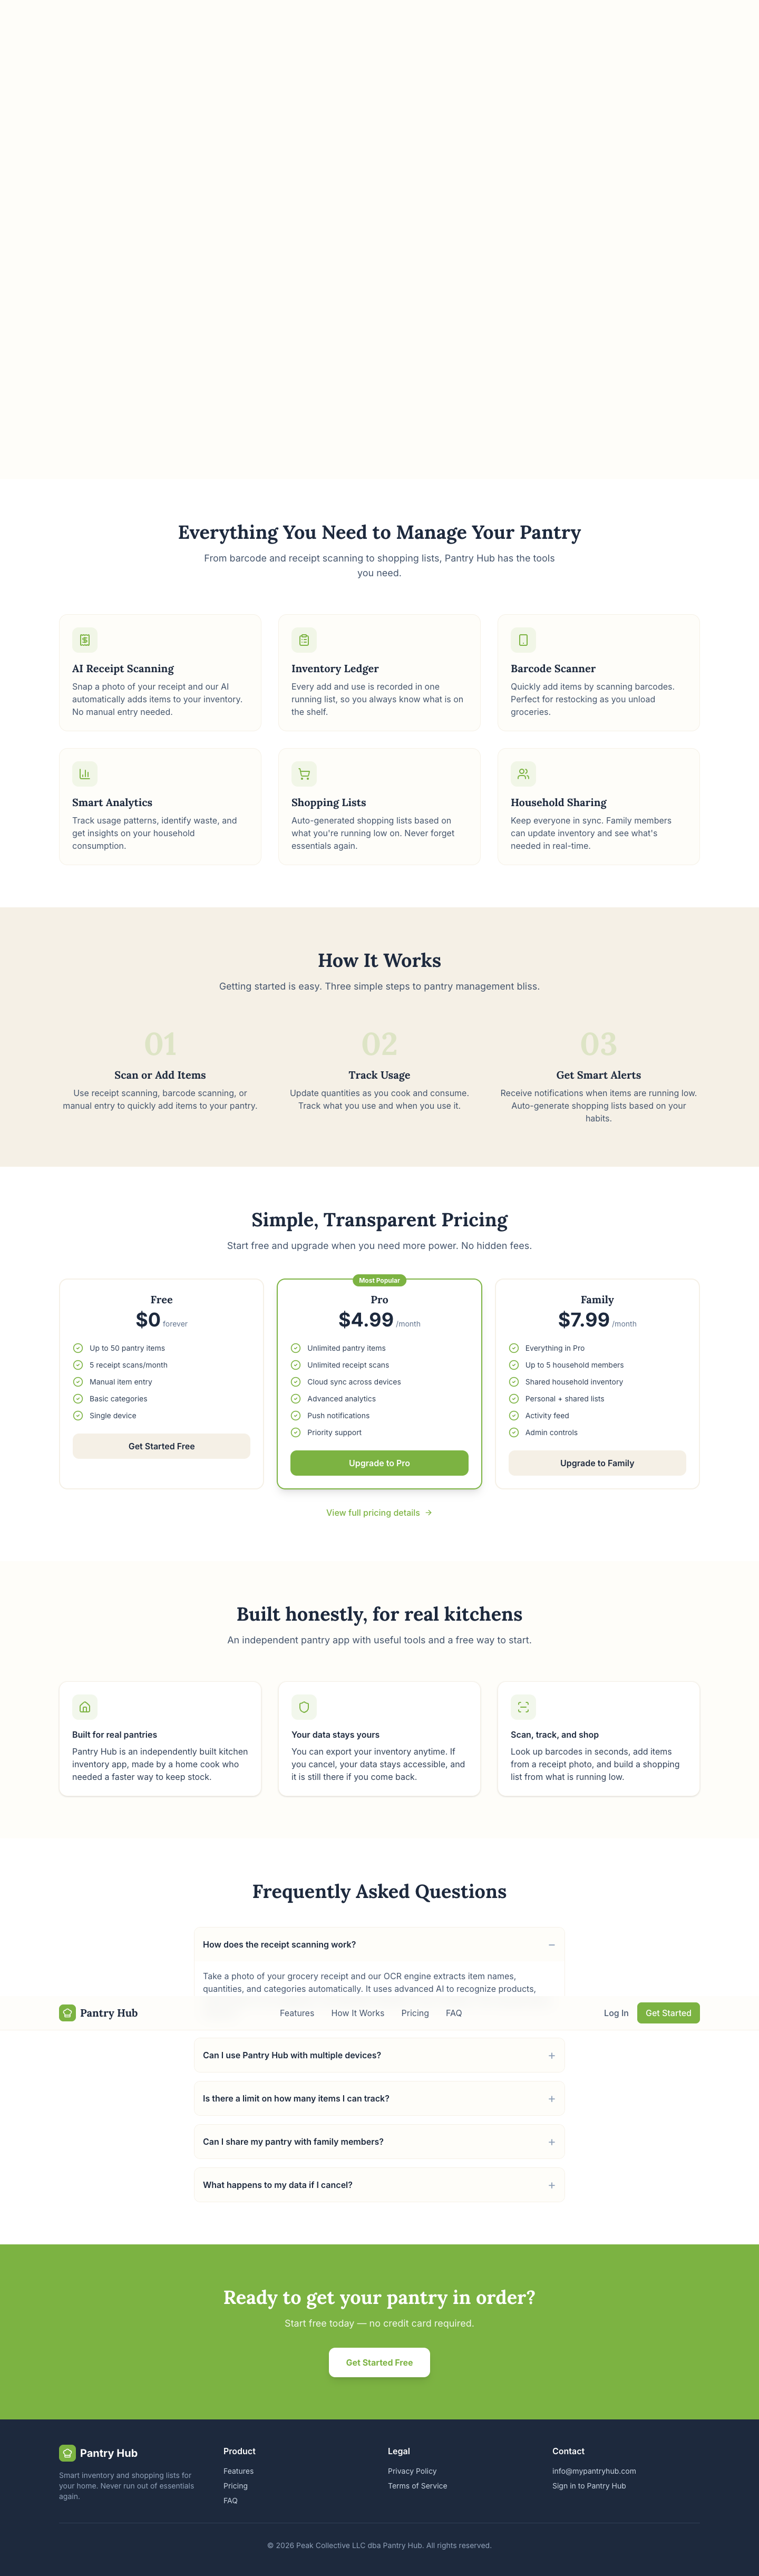 Everything You Need to Manage Your Pantry
From barcode and receipt scanning to shopping lists, Pantry Hub has the tools
you need.
AI Receipt Scanning
Snap a photo of your receipt and our AI
automatically adds items to your inventory.
No manual entry needed.
Inventory Ledger
Every add and use is recorded in one
running list, so you always know what is on
the shelf.
Barcode Scanner
Quickly add items by scanning barcodes.
Perfect for restocking as you unload
groceries.
Smart Analytics
Track usage patterns, identify waste, and
get insights on your household
consumption.
Shopping Lists
Auto-generated shopping lists based on
what you're running low on. Never forget
essentials again.
Household Sharing
Keep everyone in sync. Family members
can update inventory and see what's
needed in real-time.
How It Works
Getting started is easy. Three simple steps to pantry management bliss.
01
Scan or Add Items
Use receipt scanning, barcode scanning, or
manual entry to quickly add items to your pantry.
02
Track Usage
Update quantities as you cook and consume.
Track what you use and when you use it.
03
Get Smart Alerts
Receive notifications when items are running low.
Auto-generate shopping lists based on your
habits.
Simple, Transparent Pricing
Start free and upgrade when you need more power. No hidden fees.
Free
$0 forever
Up to 50 pantry items
5 receipt scans/month
Manual item entry
Basic categories
Single device
Get Started Free
Most Popular
Pro
$4.99 /month
Unlimited pantry items
Unlimited receipt scans
Cloud sync across devices
Advanced analytics
Push notifications
Priority support
Upgrade to Pro
Family
$7.99 /month
Everything in Pro
Up to 5 household members
Shared household inventory
Personal + shared lists
Activity feed
Admin controls
Upgrade to Family
View full pricing details →
Built honestly, for real kitchens
An independent pantry app with useful tools and a free way to start.
Built for real pantries
Pantry Hub is an independently built kitchen
inventory app, made by a home cook who
needed a faster way to keep stock.
Your data stays yours
You can export your inventory anytime. If
you cancel, your data stays accessible, and
it is still there if you come back.
Scan, track, and shop
Look up barcodes in seconds, add items
from a receipt photo, and build a shopping
list from what is running low.
Frequently Asked Questions
How does the receipt scanning work?
Take a photo of your grocery receipt and our OCR engine extracts item names,
quantities, and categories automatically. It uses advanced AI to recognize products,
Pantry Hub
Features
How It Works
Pricing
FAQ
Log In
Get Started
Can I use Pantry Hub with multiple devices?
Is there a limit on how many items I can track?
Can I share my pantry with family members?
What happens to my data if I cancel?
Ready to get your pantry in order?
Start free today — no credit card required.
Get Started Free
Pantry Hub
Smart inventory and shopping lists for
your home. Never run out of essentials
again.
Product
Features
Pricing
FAQ
Legal
Privacy Policy
Terms of Service
Contact
info@mypantryhub.com
Sign in to Pantry Hub
© 2026 Peak Collective LLC dba Pantry Hub. All rights reserved.